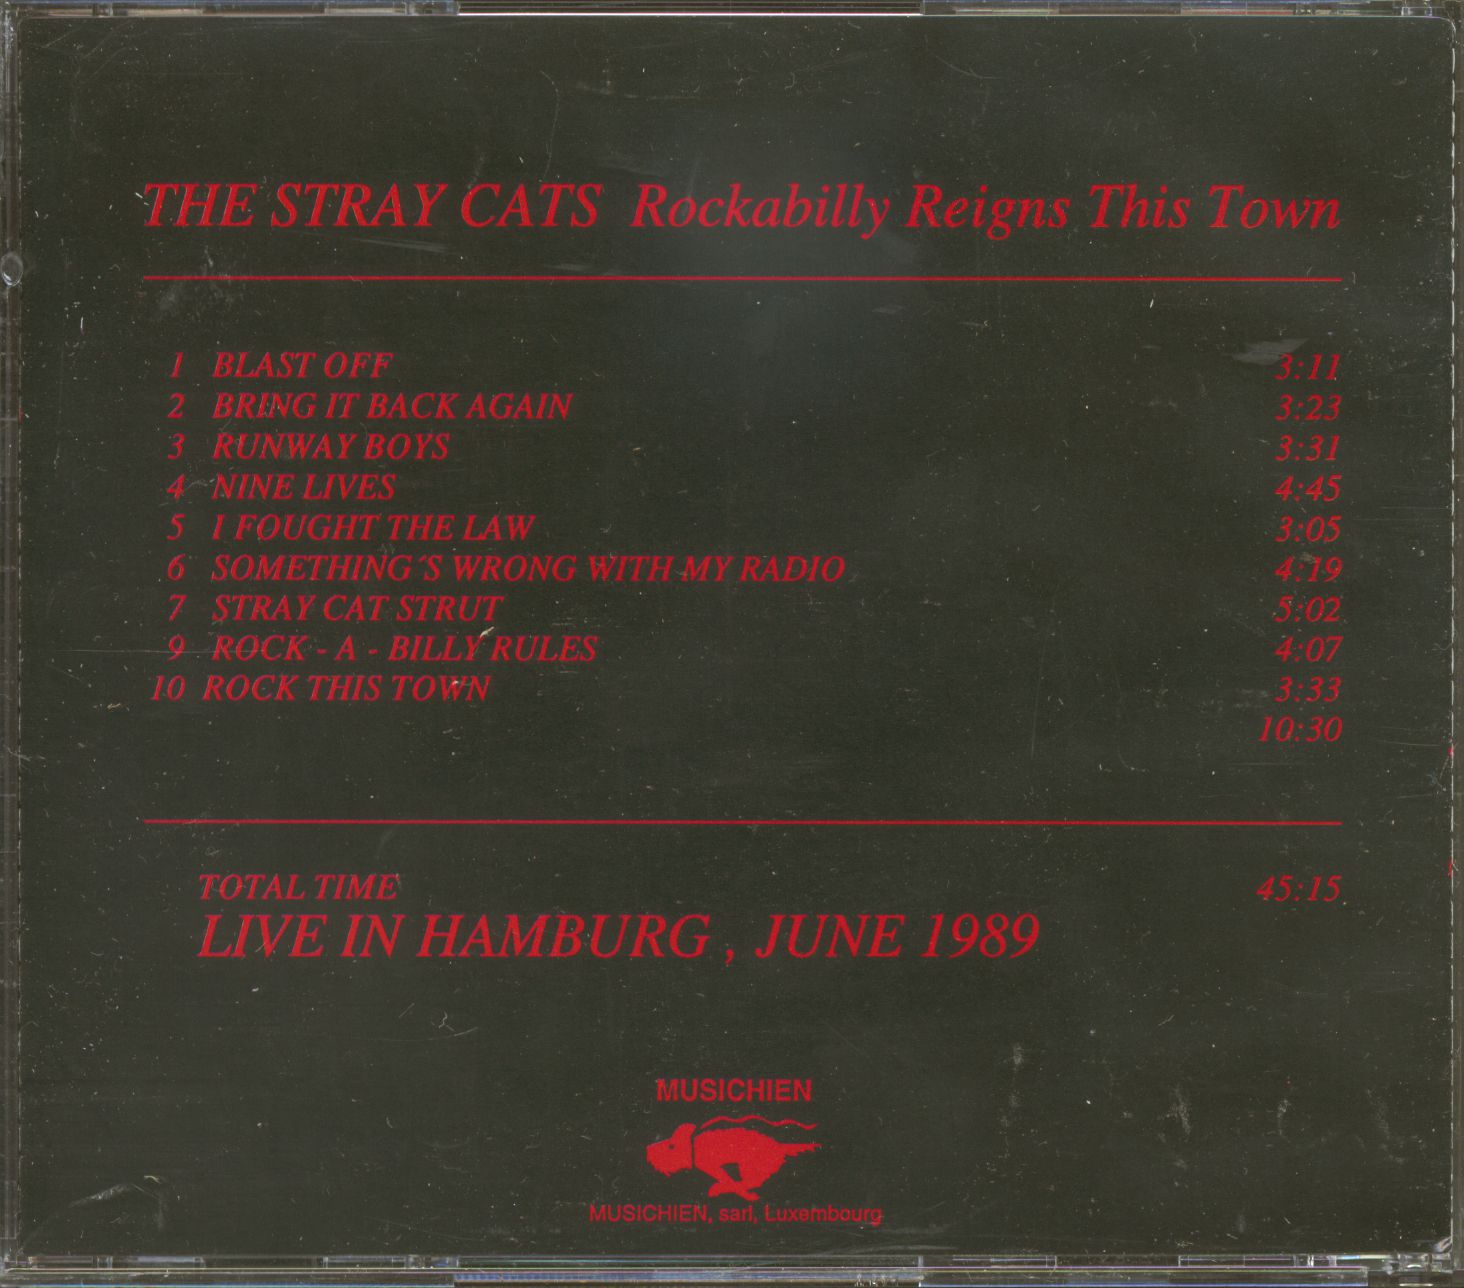 THE STRAY CATS Rockabilly Reigns This Town
1 BLAST OFF 3:11
2 BRING IT BACK AGAIN 3:23
3 RUNWAY BOYS 3:31
4 NINE LIVES 4:45
5 I FOUGHT THE LAW 3:05
6 SOMETHING´S WRONG WITH MY RADIO 4:19
7 STRAY CAT STRUT 5:02
9 ROCK - A - BILLY RULES 4:07
10 ROCK THIS TOWN 3:33
10:30
TOTAL TIME 45:15
LIVE IN HAMBURG , JUNE 1989
MUSICHIEN
MUSICHIEN, sarl, Luxembourg